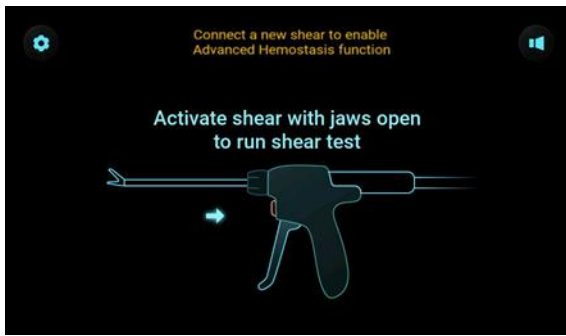 Connect a new shear to enable
Advanced Hemostasis function
Activate shear with jaws open
to run shear test